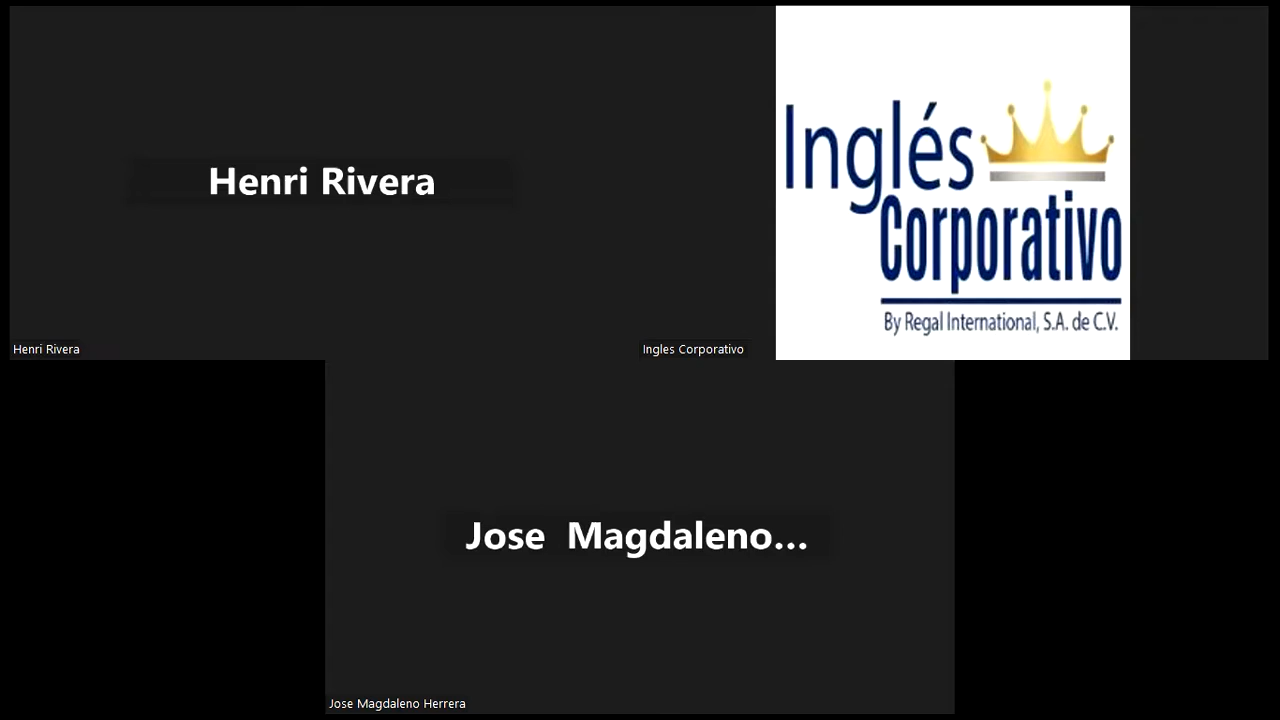 Henri Rivera
Henri Rivera
Inglés
Corporativo
By Regal International, S.A. de C.V.
Ingles Corporativo
Jose  Magdaleno...
Jose Magdaleno Herrera